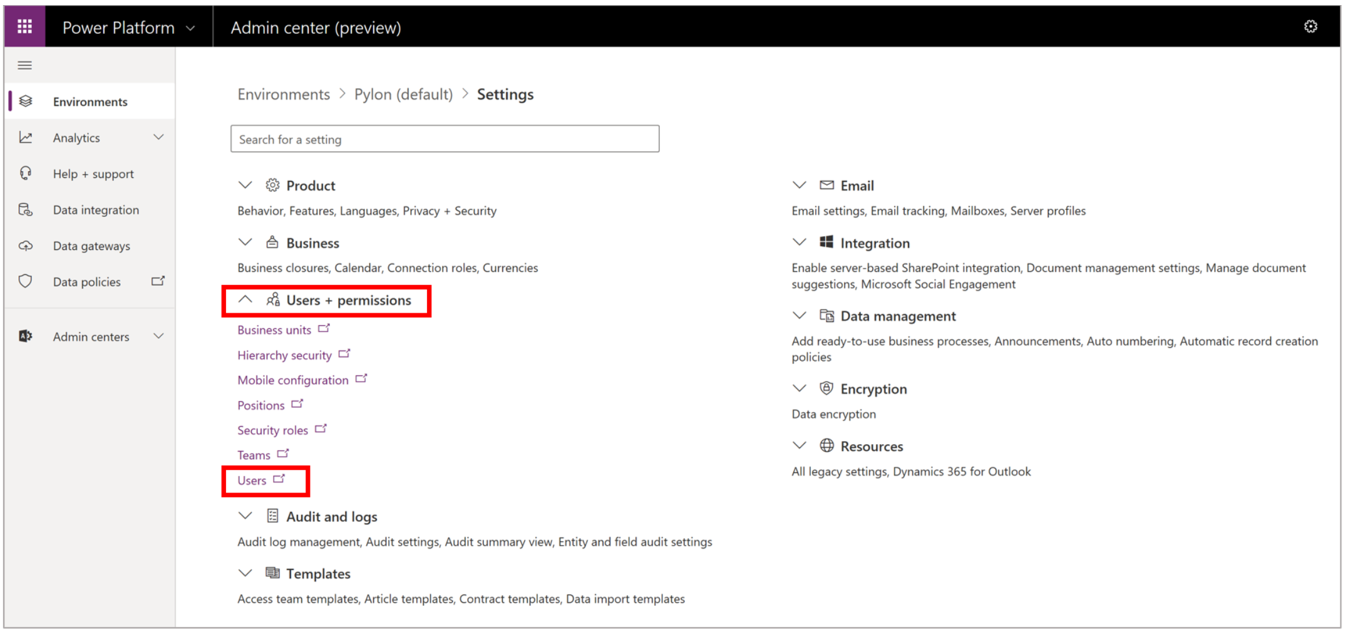 Power Platform
Admin center (preview)
Environments
Analytics
Help + support
Data integration
Data gateways
Data policies
Admin centers
Environments > Pylon (default) > Settings
Search for a setting
Product
Behavior, Features, Languages, Privacy + Security
Business
Business closures, Calendar, Connection roles, Currencies
Users + permissions
Business units
Hierarchy security
Mobile configuration
Positions
Security roles
Teams
Users
Audit and logs
Audit log management, Audit settings, Audit summary view, Entity and field audit settings
Templates
Access team templates, Article templates, Contract templates, Data import templates
Email
Email settings, Email tracking, Mailboxes, Server profiles
Integration
Enable server-based SharePoint integration, Document management settings, Manage document
suggestions, Microsoft Social Engagement
Data management
Add ready-to-use business processes, Announcements, Auto numbering, Automatic record creation
policies
Encryption
Data encryption
Resources
All legacy settings, Dynamics 365 for Outlook